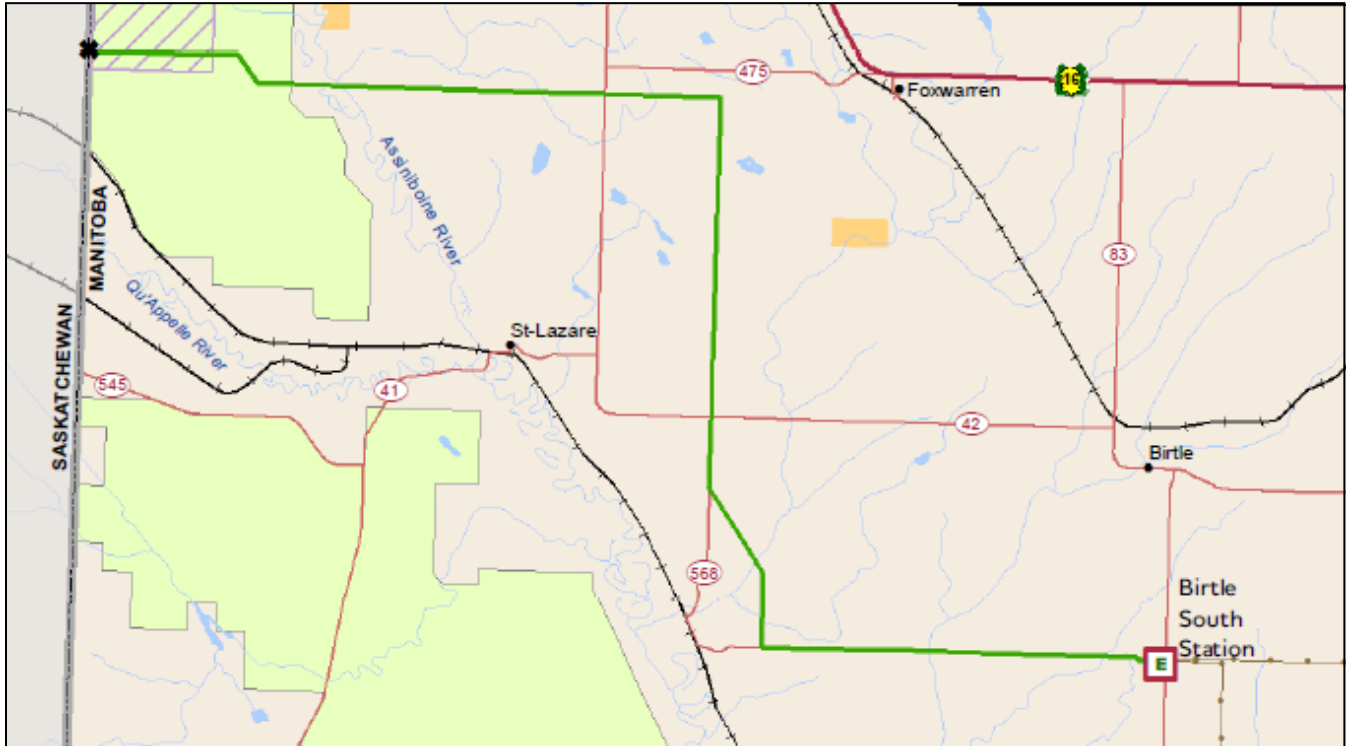 475
16
Foxwarren
Assiniboine River
MANITOBA
83
SASKATCHEWAN
Qu'Appelle River
St-Lazare
545
41
42
Birtle
568
Birtle
South
Station
E